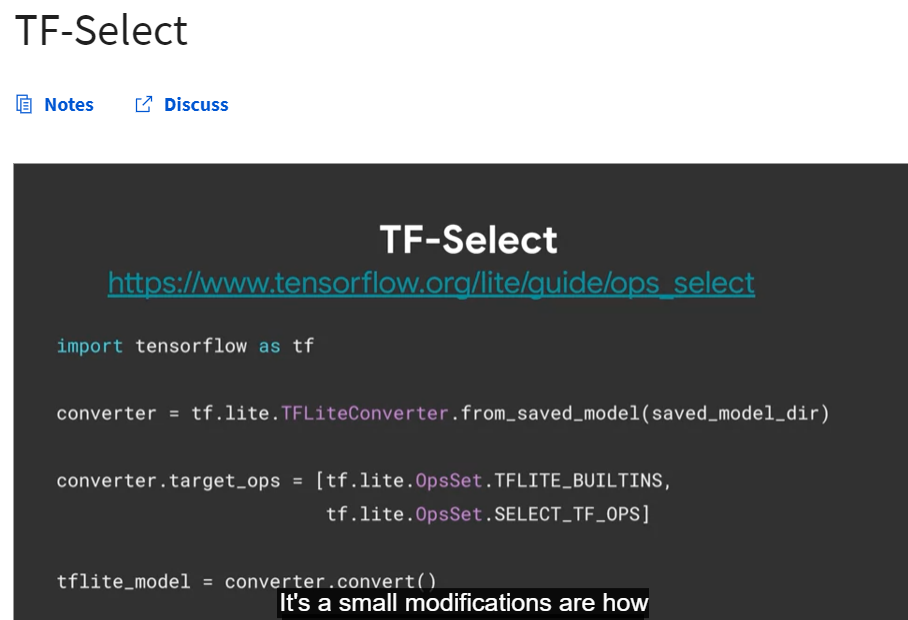 TF-Select
Notes
Discuss
TF-Select
https://www.tensorflow.org/lite/guide/ops_select
import tensorflow as tf
converter = tf.lite.TFLiteConverter.from_saved_model(saved_model_dir)
converter.target_ops = [tf.lite.OpsSet.TFLITE_BUILTINS,
tf.lite.OpsSet.SELECT_TF_OPS]
tflite_model = converter.convert()
It's a small modifications are how